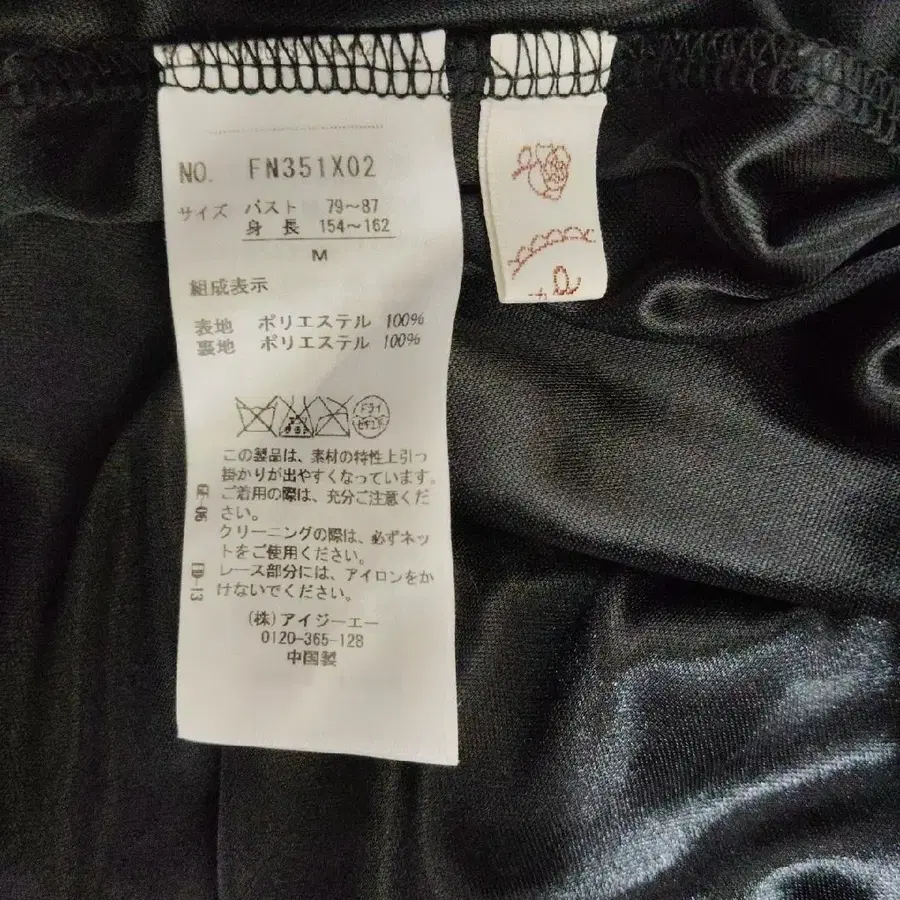 NO. FN351X02
サイズ バスト 79〜87
身 長 154〜162
M
組成表示
表地 ポリエステル 100%
裏地 ポリエステル 100%
ドライ
セキユ系
この製品は、素材の特性上引っ
掛かりが出やすくなっています。
ご着用の際は、充分ご注意くだ
さい。
クリーニングの際は、必ずネッ
トをご使用ください。
レース部分には、アイロンをか
けないでください。
(株)アイジーエー
0120-365-128
中国製